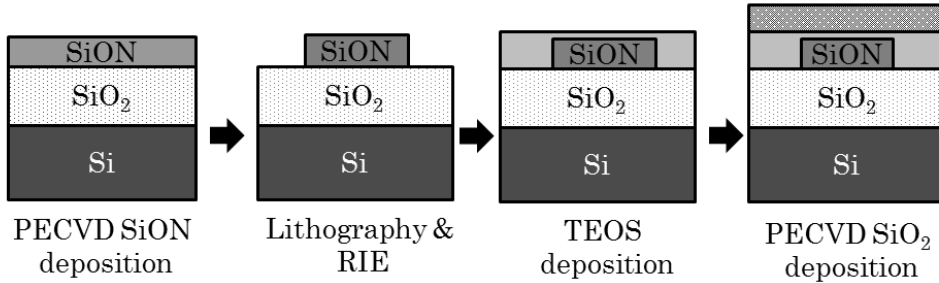 SiON
SiO₂
Si
PECVD SiON
deposition
SiON
SiO₂
Si
Lithography &
RIE
SiON
SiO₂
Si
TEOS
deposition
SiON
SiO₂
Si
PECVD SiO₂
deposition